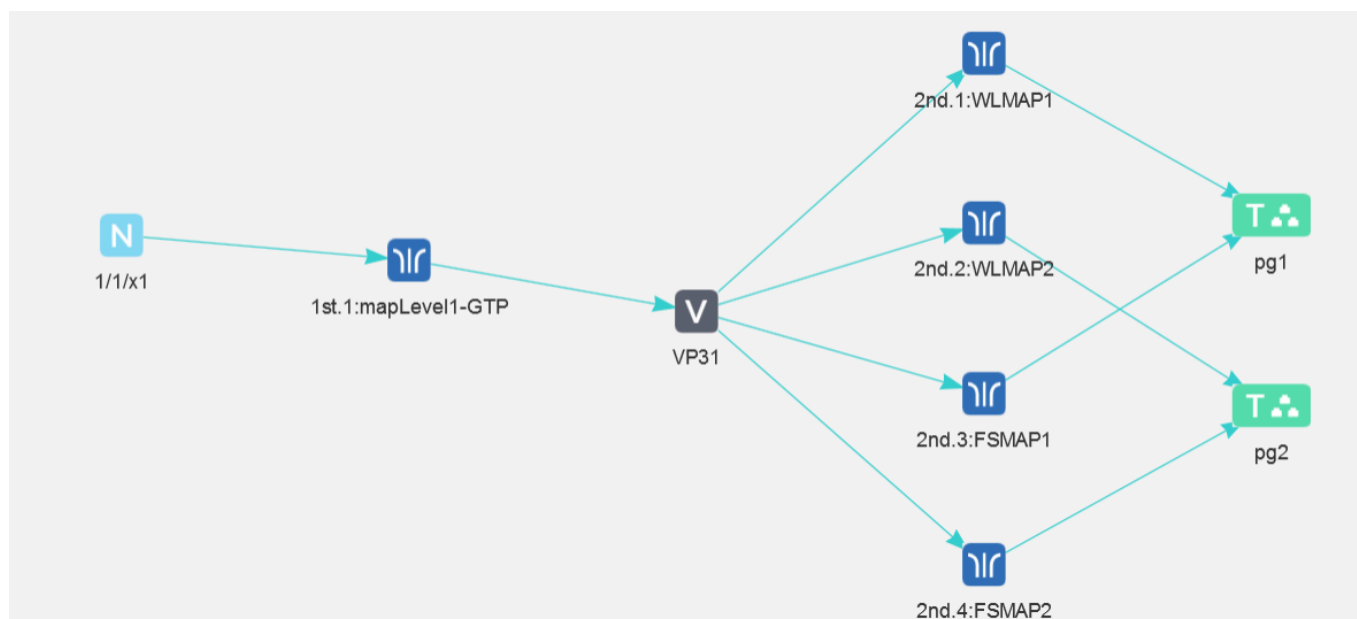 2nd.1:WLMAP1
N
1/1/x1
1st.1:mapLevel1-GTP
V
VP31
2nd.2:WLMAP2
T
pg1
2nd.3:FSMAP1
T
pg2
2nd.4:FSMAP2